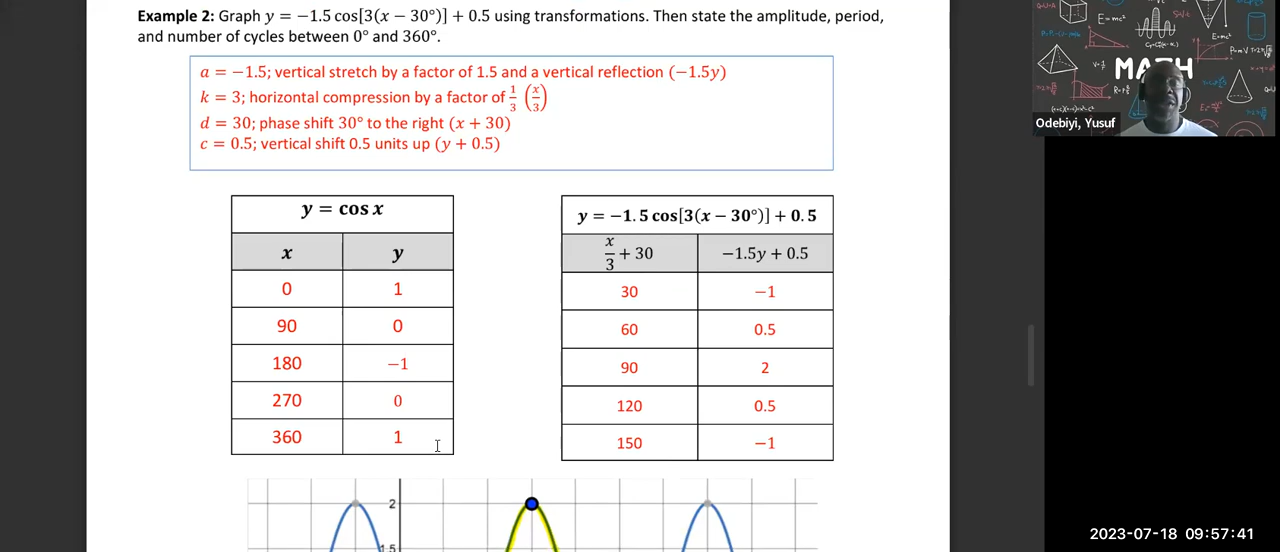 Example 2: Graph y = −1.5 cos[3(x − 30°)] + 0.5 using transformations. Then state the amplitude, period,
and number of cycles between 0° and 360°.
a = −1.5; vertical stretch by a factor of 1.5 and a vertical reflection (−1.5y)
k = 3; horizontal compression by a factor of 1/3 (x/3)
d = 30; phase shift 30° to the right (x + 30)
c = 0.5; vertical shift 0.5 units up (y + 0.5)
y = cos x
x y
0 1
90 0
180 −1
270 0
360 1
y = −1.5 cos[3(x − 30°)] + 0.5
x/3 + 30 −1.5y + 0.5
30 −1
60 0.5
90 2
120 0.5
150 −1
2
1.5
E=mc²
MATH
Odebiyi, Yusuf
2023-07-18 09:57:41